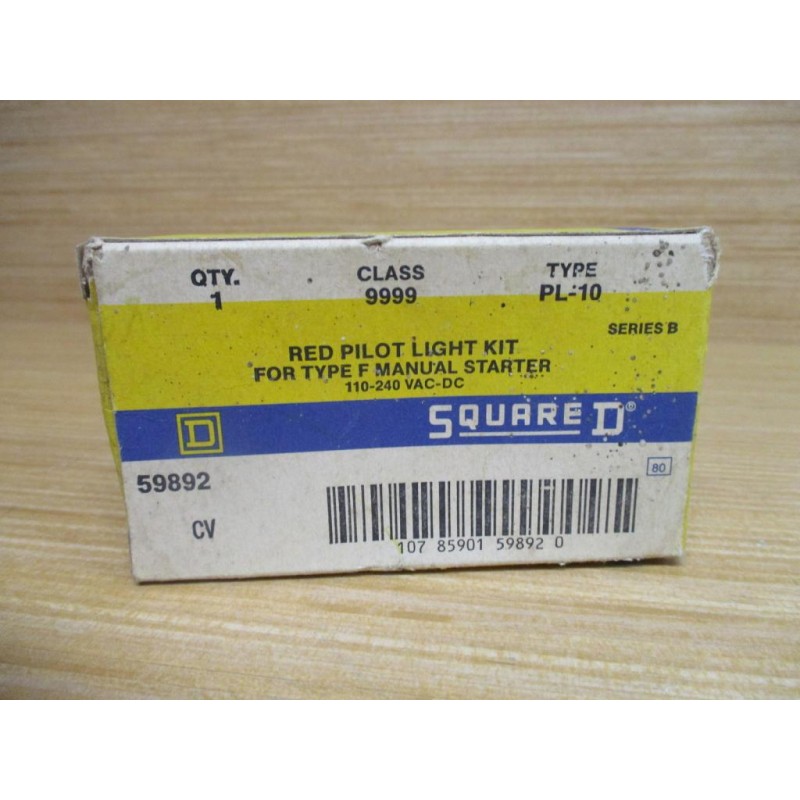 QTY. CLASS TYPE
1 9999 PL-10
SERIES B
RED PILOT LIGHT KIT
FOR TYPE F MANUAL STARTER
110-240 VAC-DC
D SQUARE D®
59892 80
CV
107 85901 59892 0